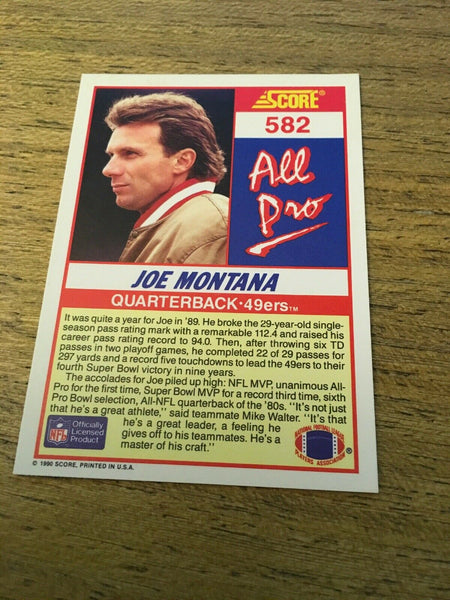 SCORE®
582
All
Pro
JOE MONTANA
QUARTERBACK • 49ers™
It was quite a year for Joe in '89. He broke the 29-year-old single-
season pass rating mark with a remarkable 112.4 and raised his
career pass rating record to 94.0. Then, after throwing six TD
passes in two playoff games, he completed 22 of 29 passes for
297 yards and a record five touchdowns to lead the 49ers to their
fourth Super Bowl victory in nine years.
The accolades for Joe piled up high: NFL MVP, unanimous All-
Pro for the first time, Super Bowl MVP for a record third time, sixth
Pro Bowl selection, All-NFL quarterback of the '80s. "It's not just
that he's a great athlete," said teammate Mike Walter. "It's that
he's a great leader, a feeling he
gives off to his teammates. He's a
master of his craft."
NFL
Officially
Licensed
Product
NATIONAL FOOTBALL LEAGUE
PLAYERS ASSOCIATION
®
© 1990 SCORE, PRINTED IN U.S.A.